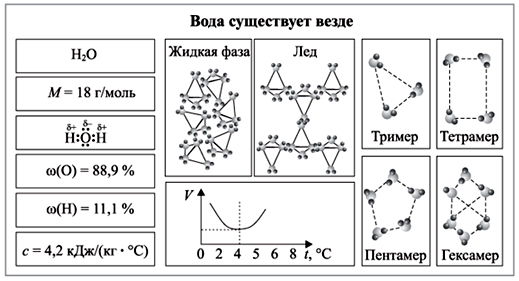 Вода существует везде
H₂O
M = 18 г/моль
δ+ δ− δ+
H:O:H
ω(O) = 88,9 %
ω(H) = 11,1 %
c = 4,2 кДж/(кг · °C)
Жидкая фаза
Лёд
V
0 2 4 6 8 t, °C
Тример
Тетрамер
Пентамер
Гексамер